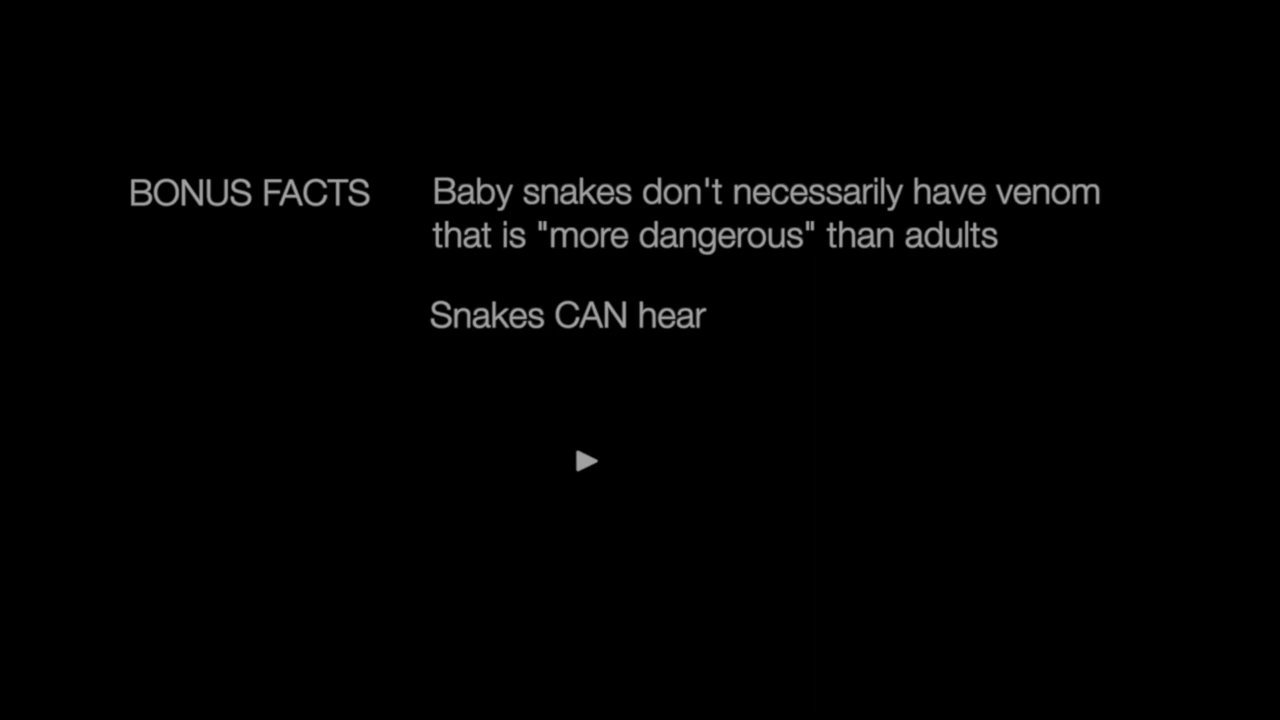 BONUS FACTS
Baby snakes don't necessarily have venom
that is "more dangerous" than adults
Snakes CAN hear